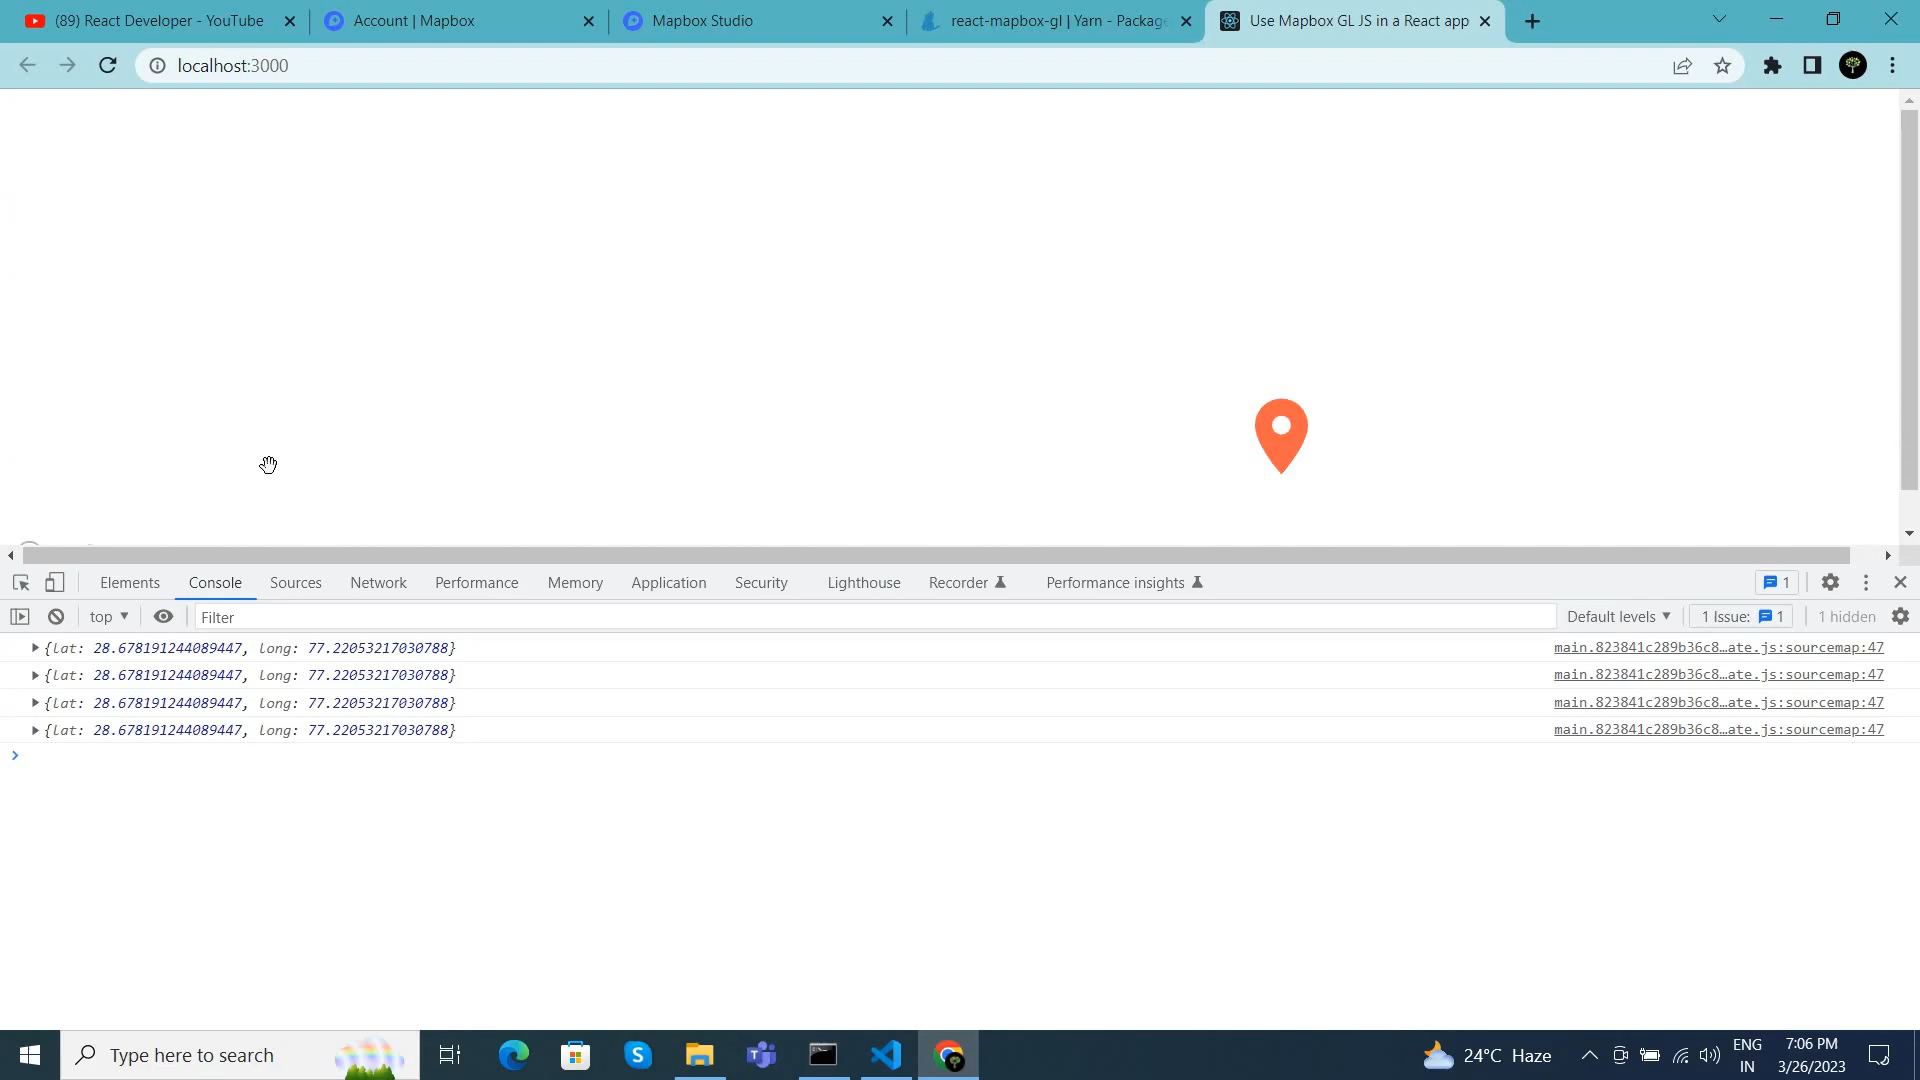 (89) React Developer - YouTube
Account | Mapbox
Mapbox Studio
react-mapbox-gl | Yarn - Package
Use Mapbox GL JS in a React app
localhost:3000
Elements
Console
Sources
Network
Performance
Memory
Application
Security
Lighthouse
Recorder
Performance insights
1
top
Filter
Default levels
1 Issue: 1
1 hidden
{lat: 28.678191244089447, long: 77.22053217030788}
main.823841c289b36c8…ate.js:sourcemap:47
{lat: 28.678191244089447, long: 77.22053217030788}
main.823841c289b36c8…ate.js:sourcemap:47
{lat: 28.678191244089447, long: 77.22053217030788}
main.823841c289b36c8…ate.js:sourcemap:47
{lat: 28.678191244089447, long: 77.22053217030788}
main.823841c289b36c8…ate.js:sourcemap:47
Type here to search
24°C Haze
ENG
IN
7:06 PM
3/26/2023